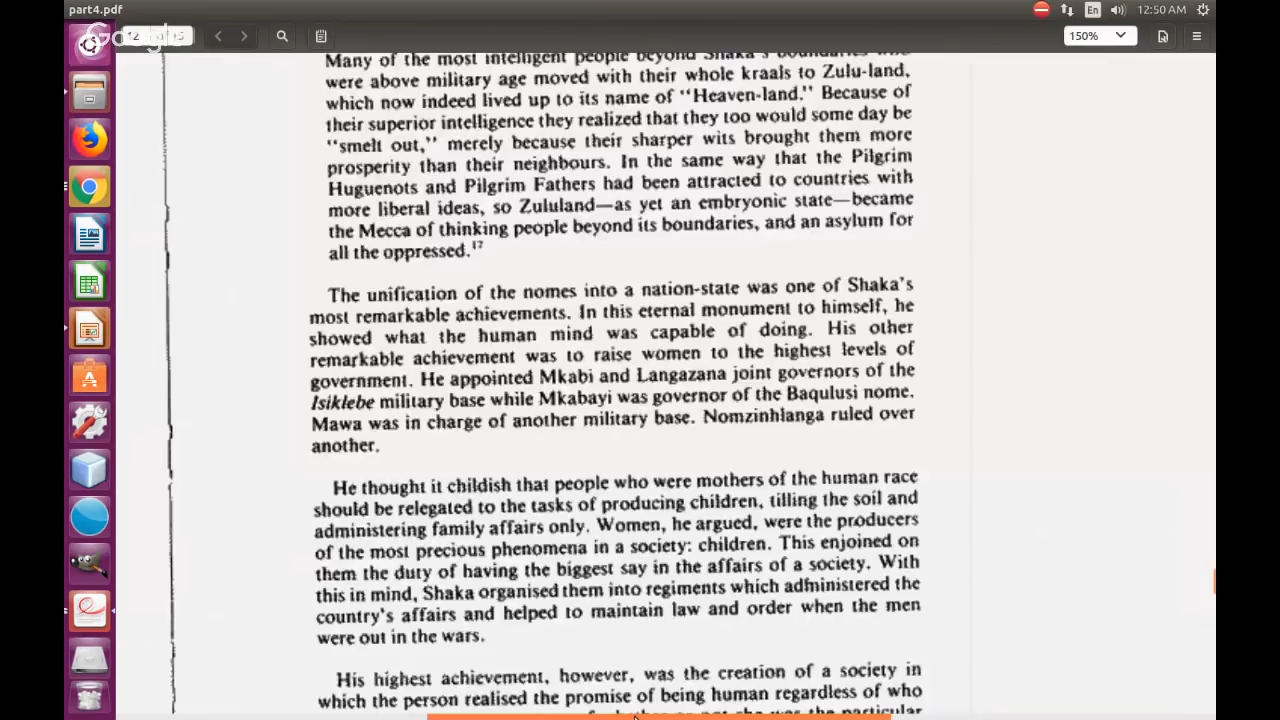 part4.pdf
En
12:50 AM
Google
12
150%
Many of the most intelligent people beyond Shaka's
were above military age moved with their whole kraals to Zulu-land,
which now indeed lived up to its name of "Heaven-land." Because of
their superior intelligence they realized that they too would some day be
"smelt out," merely because their sharper wits brought them more
prosperity than their neighbours. In the same way that the Pilgrim
Huguenots and Pilgrim Fathers had been attracted to countries with
more liberal ideas, so Zululand—as yet an embryonic state—became
the Mecca of thinking people beyond its boundaries, and an asylum for
all the oppressed.17
The unification of the nomes into a nation-state was one of Shaka's
most remarkable achievements. In this eternal monument to himself, he
showed what the human mind was capable of doing. His other
remarkable achievement was to raise women to the highest levels of
government. He appointed Mkabi and Langazana joint governors of the
Isiklebe military base while Mkabayi was governor of the Baqulusi nome.
Mawa was in charge of another military base. Nomzinhlanga ruled over
another.
He thought it childish that people who were mothers of the human race
should be relegated to the tasks of producing children, tilling the soil and
administering family affairs only. Women, he argued, were the producers
of the most precious phenomena in a society: children. This enjoined on
them the duty of having the biggest say in the affairs of a society. With
this in mind, Shaka organised them into regiments which administered the
country's affairs and helped to maintain law and order when the men
were out in the wars.
His highest achievement, however, was the creation of a society in
which the person realised the promise of being human regardless of who
she was the particular